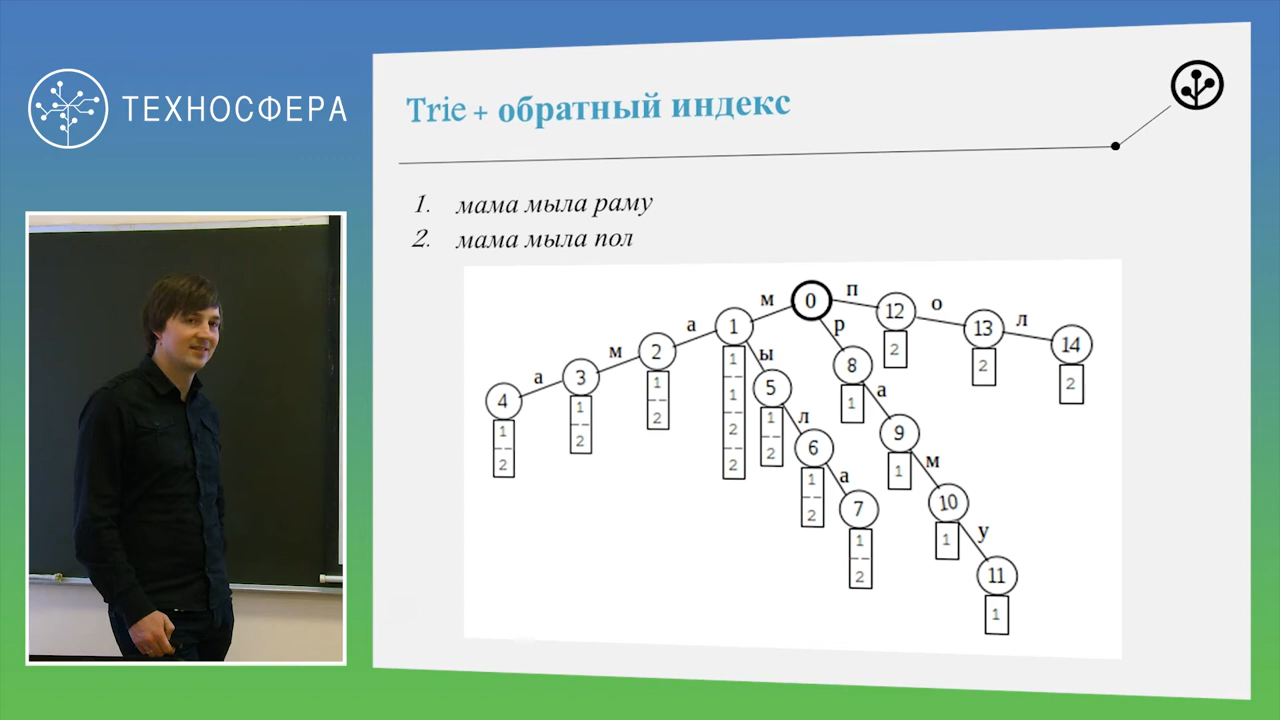 ТЕХНОСФЕРА
Trie + обратный индекс
1. мама мыла раму
2. мама мыла пол
0
м
1
1
1
2
2
а
2
1
2
м
3
1
2
а
4
1
2
ы
5
1
2
л
6
1
2
а
7
1
2
р
8
1
а
9
1
м
10
1
у
11
1
п
12
2
о
13
2
л
14
2